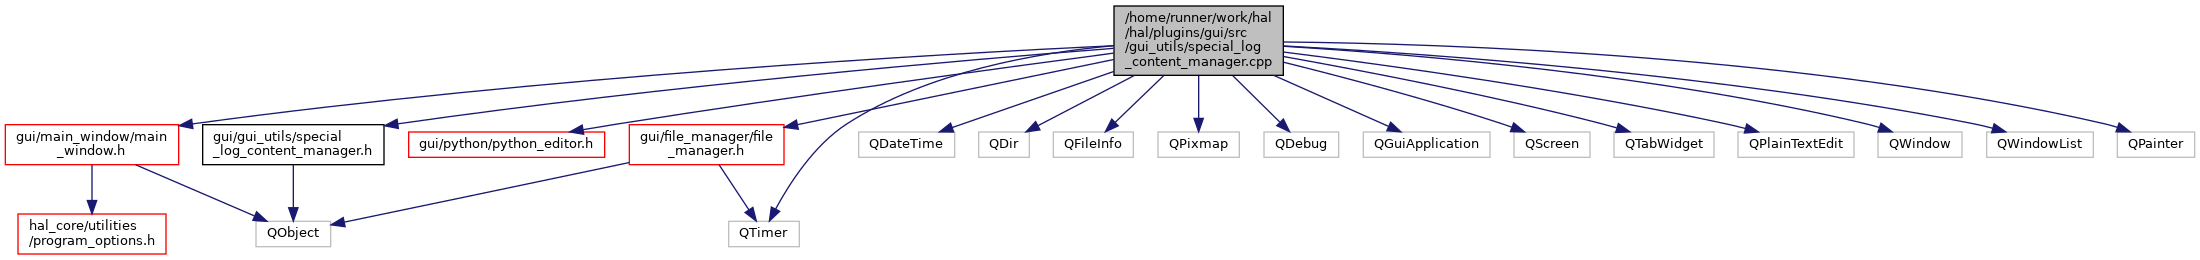 /home/runner/work/hal
/hal/plugins/gui/src
/gui_utils/special_log
_content_manager.cpp
gui/main_window/main
_window.h
gui/gui_utils/special
_log_content_manager.h
gui/python/python_editor.h
gui/file_manager/file
_manager.h
QDateTime
QDir
QFileInfo
QPixmap
QDebug
QGuiApplication
QScreen
QTabWidget
QPlainTextEdit
QWindow
QWindowList
QPainter
hal_core/utilities
/program_options.h
QObject
QTimer